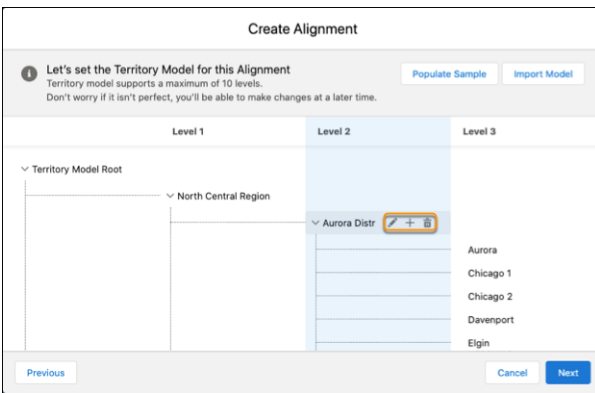 Create Alignment
Let's set the Territory Model for this Alignment
Territory model supports a maximum of 10 levels.
Don't worry if it isn't perfect, you'll be able to make changes at a later time.
Populate Sample
Import Model
Level 1
Level 2
Level 3
Territory Model Root
North Central Region
Aurora Distr
Aurora
Chicago 1
Chicago 2
Davenport
Elgin
Previous
Cancel
Next